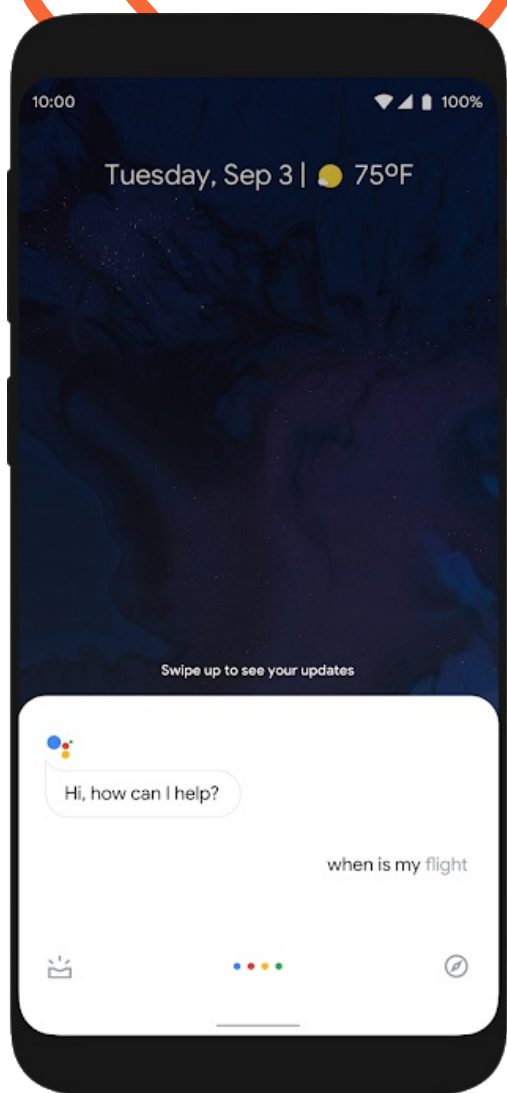 10:00 100%
Tuesday, Sep 3 | 75°F
Swipe up to see your updates
Hi, how can I help?
when is my flight